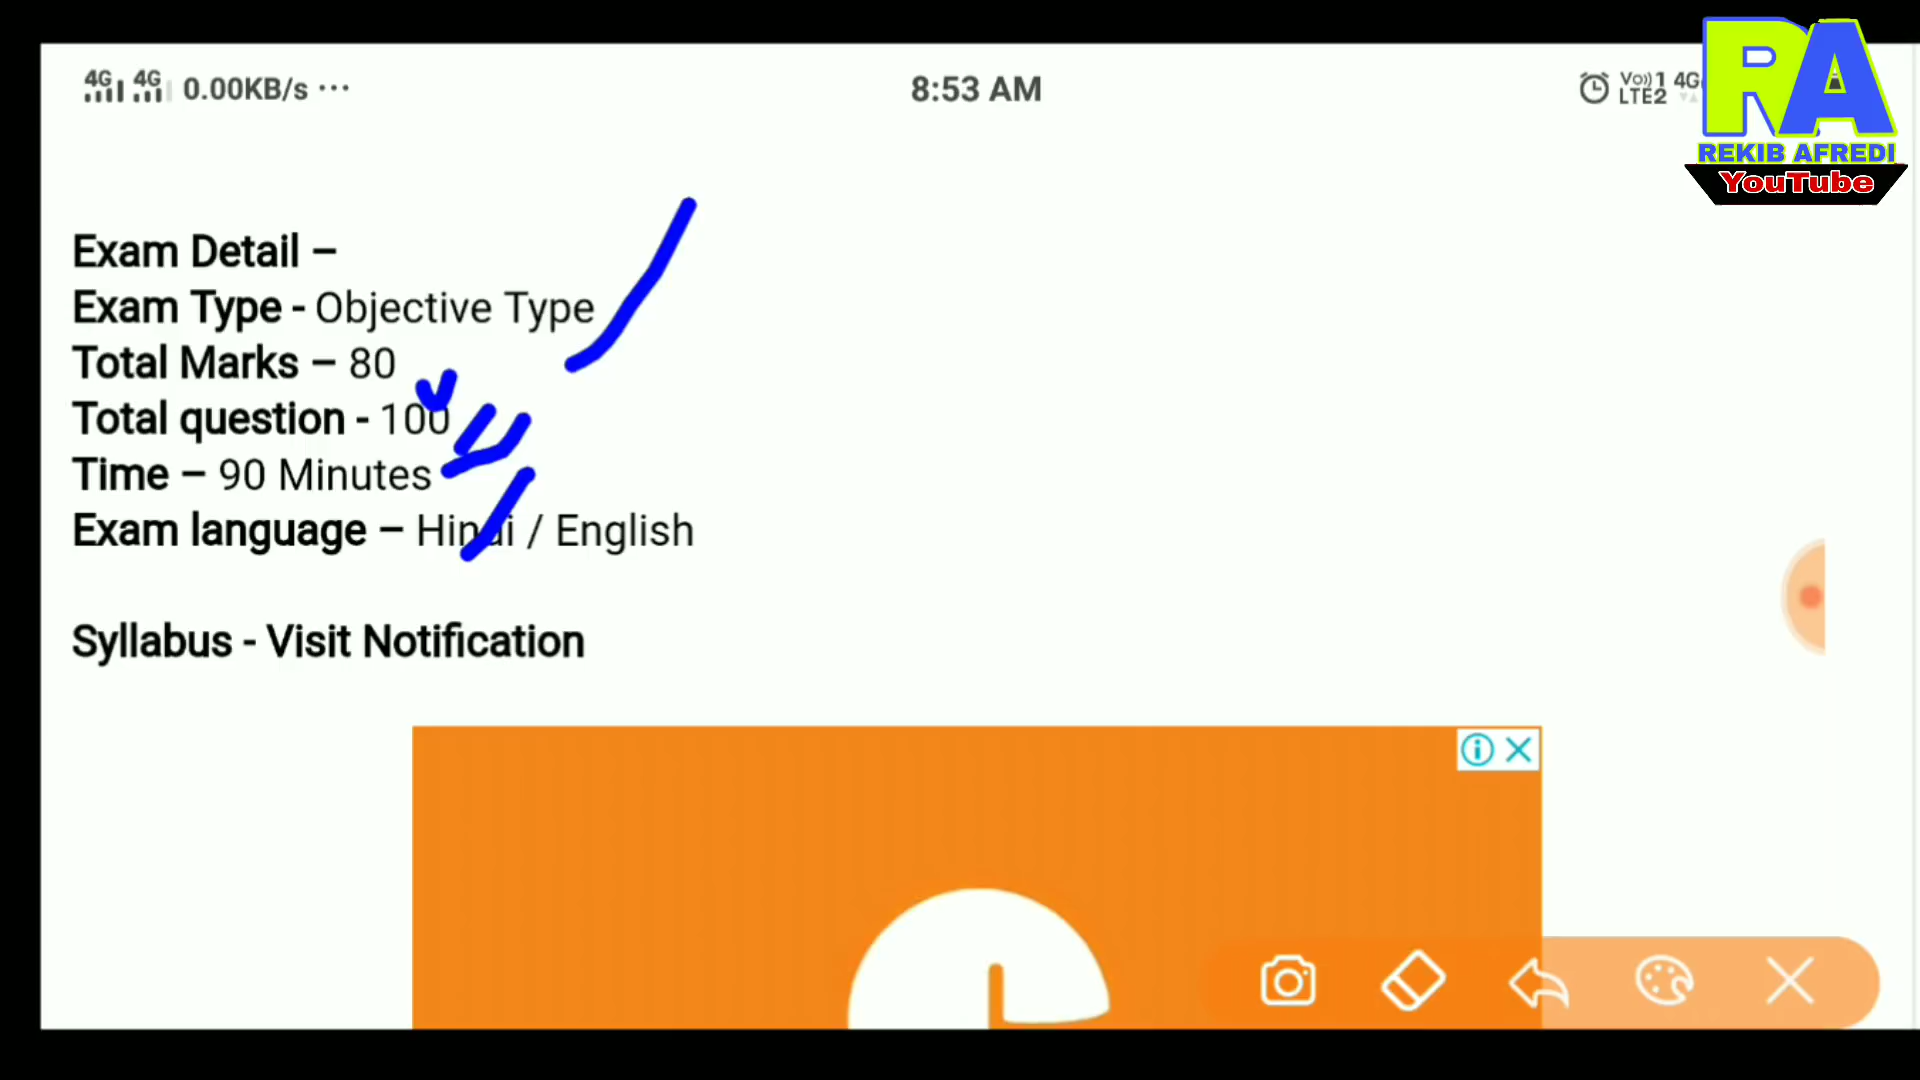 4G 4G 0.00KB/s ... 8:53 AM Vo)) 1 4G
LTE2
RA
REKIB AFREDI
YouTube
Exam Detail –
Exam Type - Objective Type
Total Marks – 80
Total question - 100
Time – 90 Minutes
Exam language – Hindi / English
Syllabus - Visit Notification